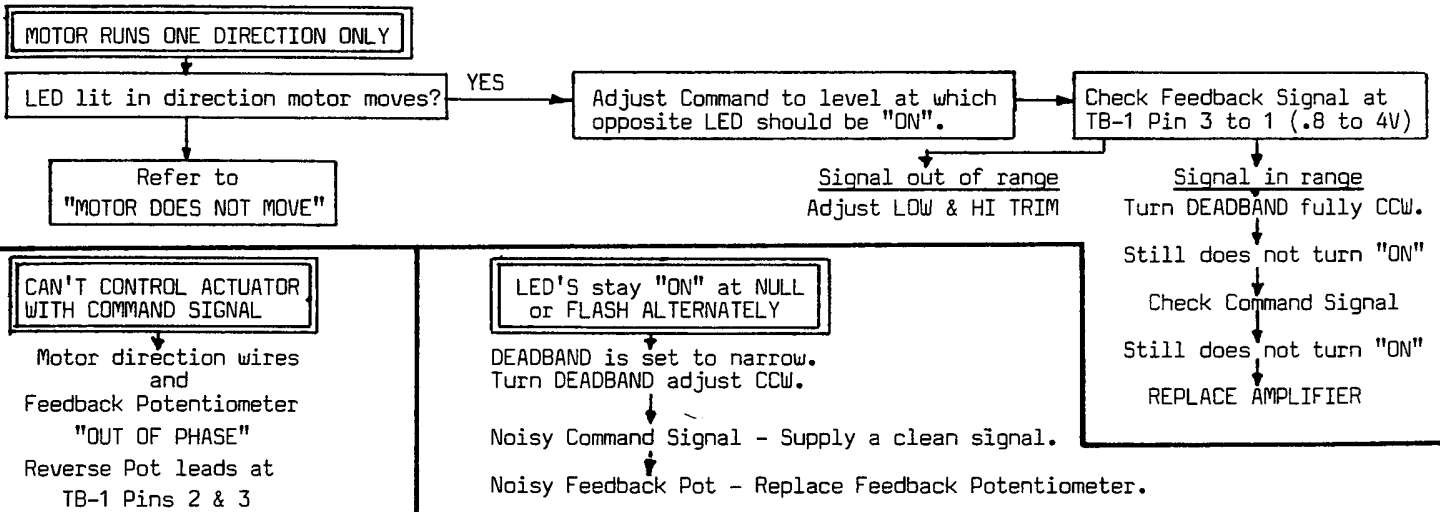 MOTOR RUNS ONE DIRECTION ONLY
LED lit in direction motor moves?
YES
Adjust Command to level at which
opposite LED should be "ON".
Check Feedback Signal at
TB-1 Pin 3 to 1 (.8 to 4V)
Refer to
"MOTOR DOES NOT MOVE"
Signal out of range
Adjust LOW & HI TRIM
Signal in range
Turn DEADBAND fully CCW.
Still does not turn "ON"
Check Command Signal
Still does not turn "ON"
REPLACE AMPLIFIER
CAN'T CONTROL ACTUATOR
WITH COMMAND SIGNAL
Motor direction wires
and
Feedback Potentiometer
"OUT OF PHASE"
Reverse Pot leads at
TB-1 Pins 2 & 3
LED'S stay "ON" at NULL
or FLASH ALTERNATELY
DEADBAND is set to narrow.
Turn DEADBAND adjust CCW.
Noisy Command Signal - Supply a clean signal.
Noisy Feedback Pot - Replace Feedback Potentiometer.